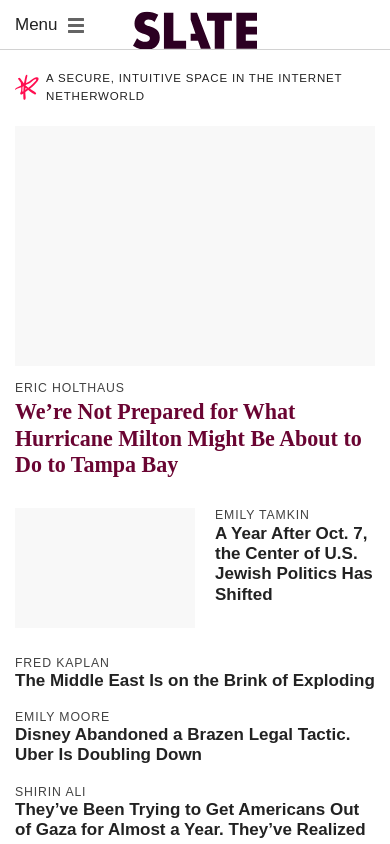 Menu
SLATE
A SECURE, INTUITIVE SPACE IN THE INTERNET
NETHERWORLD
ERIC HOLTHAUS
We’re Not Prepared for What
Hurricane Milton Might Be About to
Do to Tampa Bay
EMILY TAMKIN
A Year After Oct. 7,
the Center of U.S.
Jewish Politics Has
Shifted
FRED KAPLAN
The Middle East Is on the Brink of Exploding
EMILY MOORE
Disney Abandoned a Brazen Legal Tactic.
Uber Is Doubling Down
SHIRIN ALI
They’ve Been Trying to Get Americans Out
of Gaza for Almost a Year. They’ve Realized